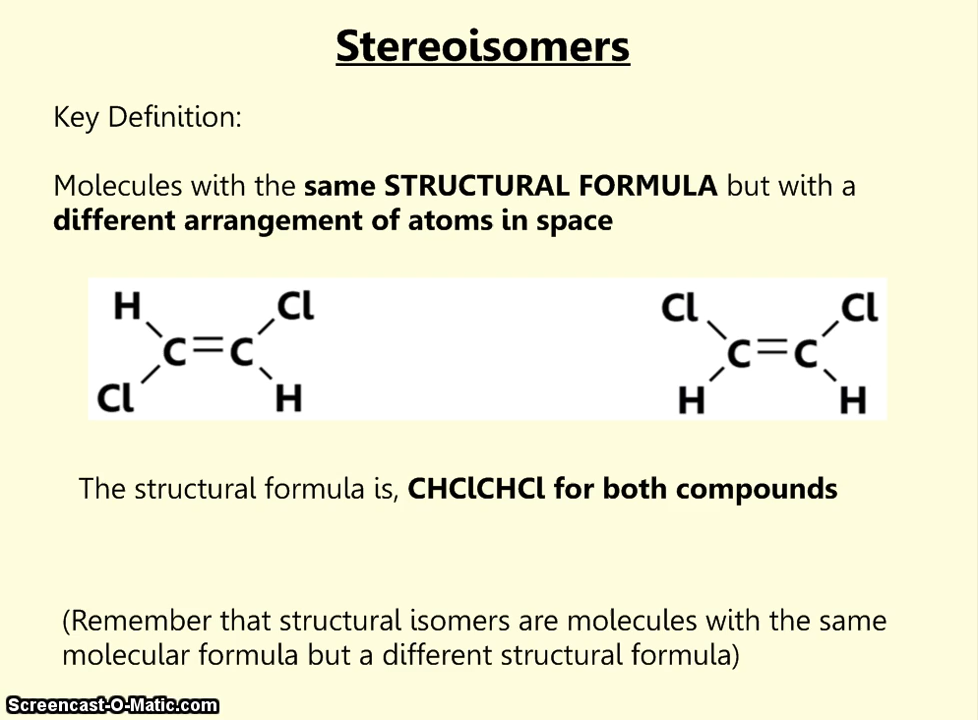 Stereoisomers
Key Definition:
Molecules with the same STRUCTURAL FORMULA but with a
different arrangement of atoms in space
H Cl Cl Cl
C=C C=C
Cl H H H
The structural formula is, CHClCHCl for both compounds
(Remember that structural isomers are molecules with the same
molecular formula but a different structural formula)
Screencast-O-Matic.com